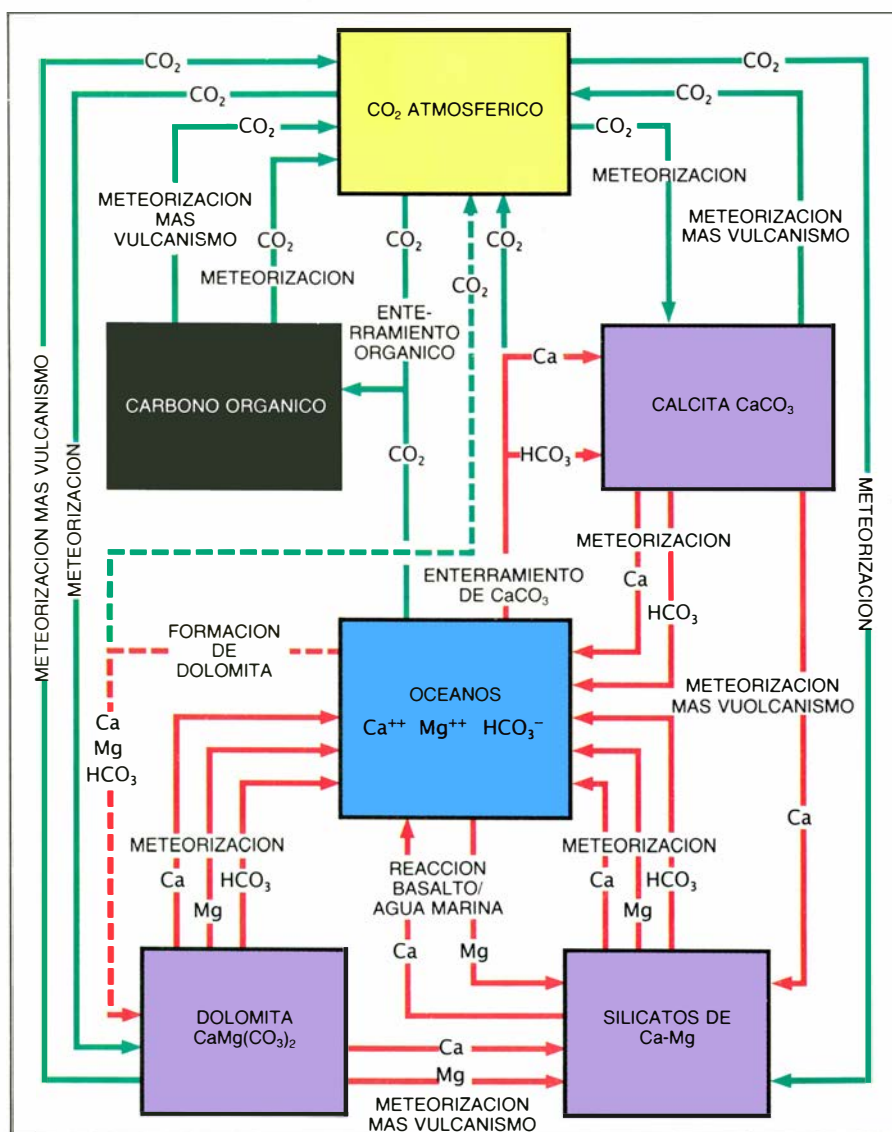 CO₂
CO₂
CO₂
CO₂
CO₂ ATMOSFERICO
CO₂
CO₂
CO₂
METEORIZACION
METEORIZACION
MAS
VULCANISMO
METEORIZACION
MAS VULCANISMO
CO₂
METEORIZACION
CO₂
CO₂
CO₂
ENTE-
RRAMIENTO
ORGANICO
CARBONO ORGANICO
CALCITA CaCO₃
Ca
HCO₃
CO₂
METEORIZACION MAS VULCANISMO
METEORIZACION
METEORIZACION
METEORIZACION
Ca
HCO₃
ENTERRAMIENTO
DE CaCO₃
FORMACION
DE
DOLOMITA
OCEANOS
Ca⁺⁺ Mg⁺⁺ HCO₃⁻
METEORIZACION
MAS VUOLCANISMO
Ca
Mg
HCO₃
Ca
METEORIZACION
Ca
HCO₃
Mg
REACCION
BASALTO/
AGUA MARINA
Ca
Mg
METEORIZACION
Ca
HCO₃
Mg
DOLOMITA
CaMg(CO₃)₂
SILICATOS DE
Ca-Mg
Ca
Mg
METEORIZACION
MAS VULCANISMO